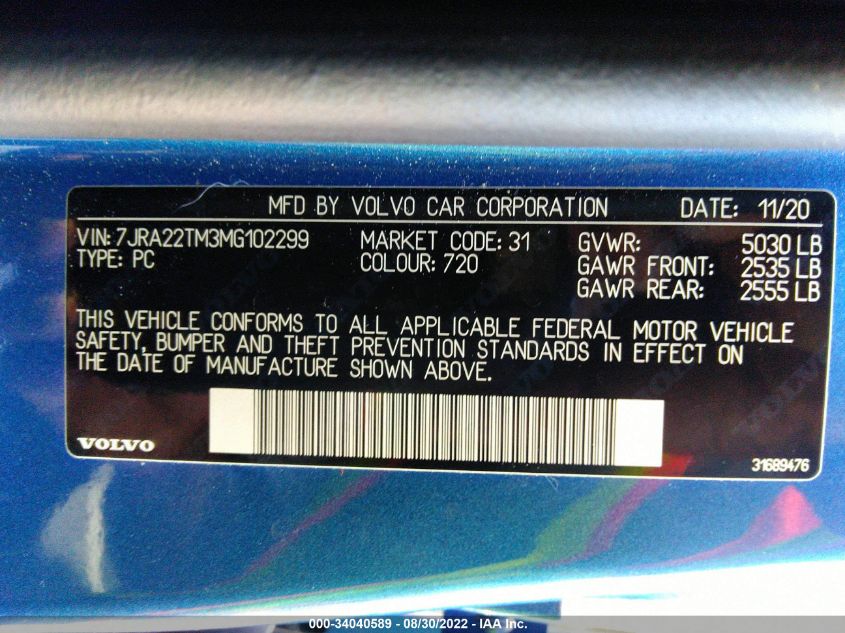 MFD BY VOLVO CAR CORPORATION DATE: 11/20
VIN: 7JRA22TM3MG102299 MARKET CODE: 31 GVWR: 5030 LB
TYPE: PC COLOUR: 720 GAWR FRONT: 2535 LB
GAWR REAR: 2555 LB
THIS VEHICLE CONFORMS TO ALL APPLICABLE FEDERAL MOTOR VEHICLE
SAFETY, BUMPER AND THEFT PREVENTION STANDARDS IN EFFECT ON
THE DATE OF MANUFACTURE SHOWN ABOVE.
VOLVO
31689476
000-34040589 - 08/30/2022 - IAA Inc.